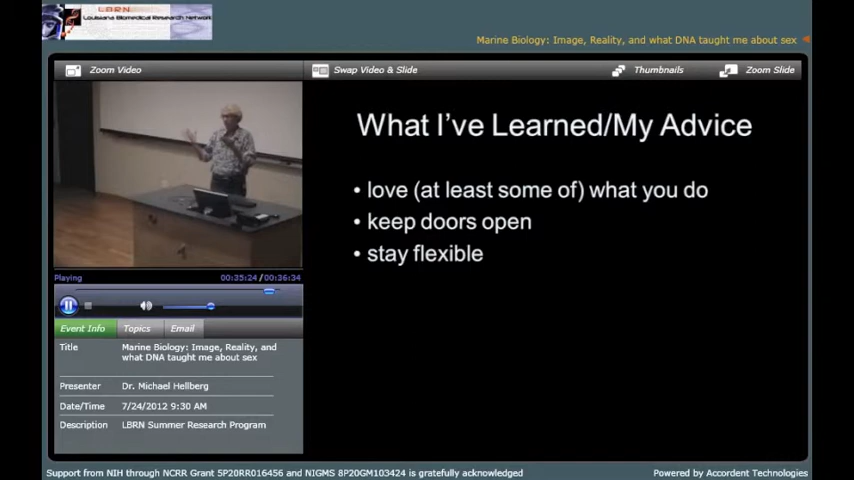 LBRN
Louisiana Biomedical Research Network
Marine Biology: Image, Reality, and what DNA taught me about sex
Zoom Video
Swap Video & Slide
Thumbnails
Zoom Slide
What I've Learned/My Advice
• love (at least some of) what you do
• keep doors open
• stay flexible
Playing
00:35:24 / 00:36:34
Event Info
Topics
Email
Title
Marine Biology: Image, Reality, and
what DNA taught me about sex
Presenter
Dr. Michael Hellberg
Date/Time
7/24/2012 9:30 AM
Description
LBRN Summer Research Program
Support from NIH through NCRR Grant 5P20RR016456 and NIGMS 8P20GM103424 is gratefully acknowledged
Powered by Accordent Technologies